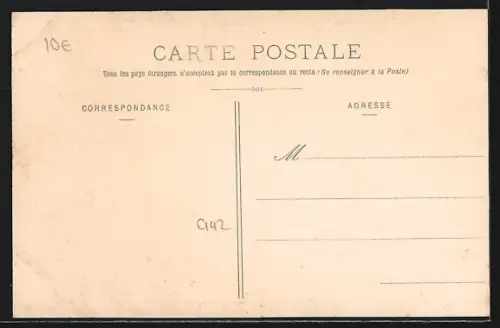 10€
CARTE POSTALE
Tous les pays étrangers n'acceptent pas la correspondance au recto (Se renseigner à la Poste)
CORRESPONDANCE
ADRESSE
M